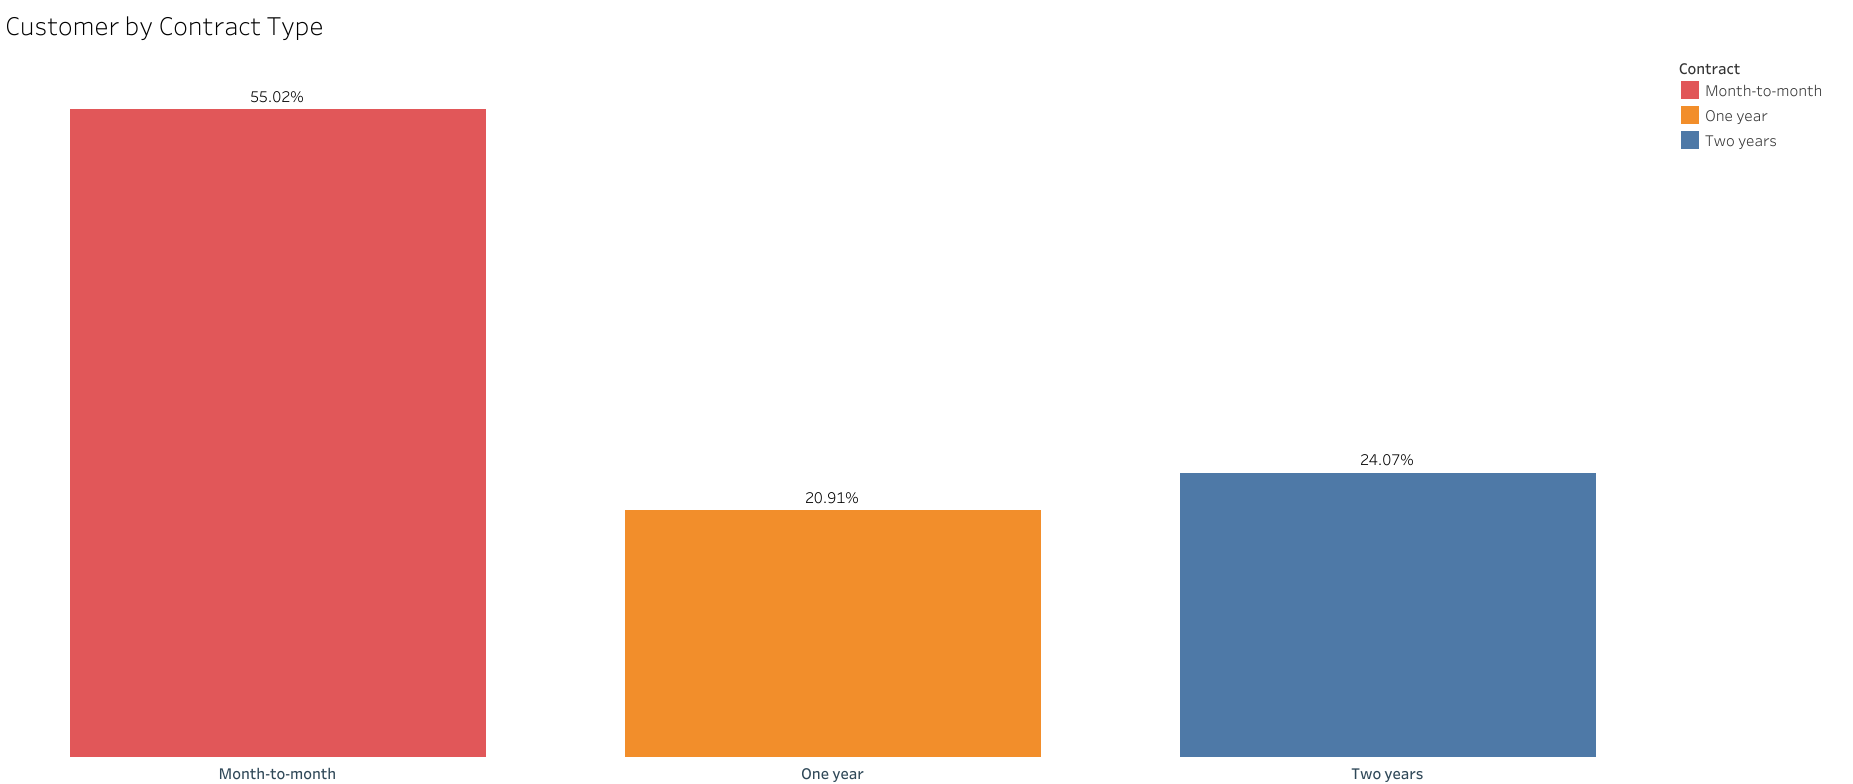 Customer by Contract Type
Contract
Month-to-month
One year
Two years
55.02%
20.91%
24.07%
Month-to-month
One year
Two years